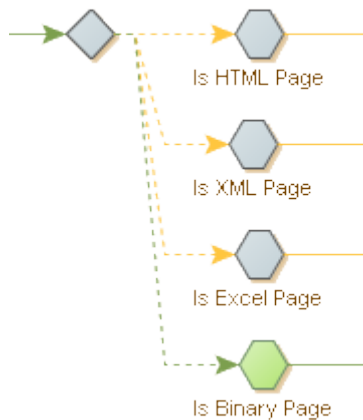 Is HTML Page
Is XML Page
Is Excel Page
Is Binary Page